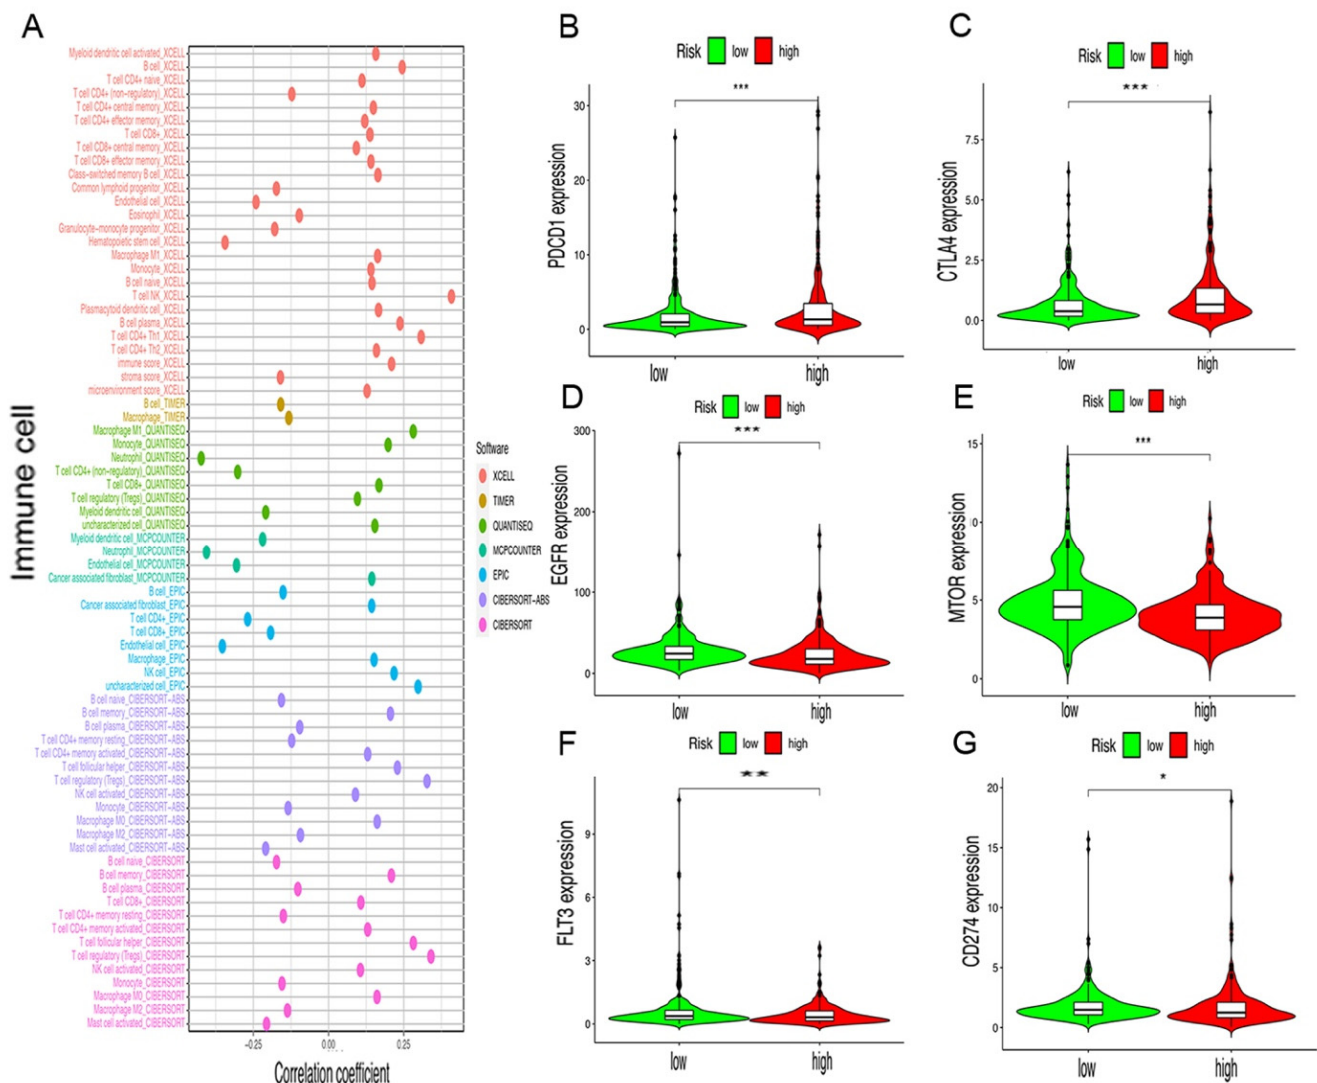 A
Immune cell
Myeloid dendritic cell activated_XCELL
B cell_XCELL
T cell CD4+ naive_XCELL
T cell CD4+ (non-regulatory)_XCELL
T cell CD4+ central memory_XCELL
T cell CD4+ effector memory_XCELL
T cell CD8+_XCELL
T cell CD8+ central memory_XCELL
T cell CD8+ effector memory_XCELL
Class-switched memory B cell_XCELL
Common lymphoid progenitor_XCELL
Endothelial cell_XCELL
Eosinophil_XCELL
Granulocyte-monocyte progenitor_XCELL
Hematopoietic stem cell_XCELL
Macrophage M1_XCELL
Monocyte_XCELL
B cell naive_XCELL
T cell NK_XCELL
Plasmacytoid dendritic cell_XCELL
B cell plasma_XCELL
T cell CD4+ Th1_XCELL
T cell CD4+ Th2_XCELL
immune score_XCELL
stroma score_XCELL
microenvironment score_XCELL
B cell_TIMER
Macrophage_TIMER
Macrophage M1_QUANTISEQ
Monocyte_QUANTISEQ
Neutrophil_QUANTISEQ
T cell CD4+ (non-regulatory)_QUANTISEQ
T cell CD8+_QUANTISEQ
T cell regulatory (Tregs)_QUANTISEQ
Myeloid dendritic cell_QUANTISEQ
uncharacterized cell_QUANTISEQ
Myeloid dendritic cell_MCPCOUNTER
Neutrophil_MCPCOUNTER
Endothelial cell_MCPCOUNTER
Cancer associated fibroblast_MCPCOUNTER
B cell_EPIC
Cancer associated fibroblast_EPIC
T cell CD4+_EPIC
T cell CD8+_EPIC
Endothelial cell_EPIC
Macrophage_EPIC
NK cell_EPIC
uncharacterized cell_EPIC
B cell naive_CIBERSORT-ABS
B cell memory_CIBERSORT-ABS
B cell plasma_CIBERSORT-ABS
T cell CD4+ memory resting_CIBERSORT-ABS
T cell CD4+ memory activated_CIBERSORT-ABS
T cell follicular helper_CIBERSORT-ABS
T cell regulatory (Tregs)_CIBERSORT-ABS
NK cell activated_CIBERSORT-ABS
Monocyte_CIBERSORT-ABS
Macrophage M0_CIBERSORT-ABS
Macrophage M2_CIBERSORT-ABS
Mast cell activated_CIBERSORT-ABS
B cell naive_CIBERSORT
B cell memory_CIBERSORT
B cell plasma_CIBERSORT
T cell CD8+_CIBERSORT
T cell CD4+ memory resting_CIBERSORT
T cell CD4+ memory activated_CIBERSORT
T cell follicular helper_CIBERSORT
T cell regulatory (Tregs)_CIBERSORT
NK cell activated_CIBERSORT
Monocyte_CIBERSORT
Macrophage M0_CIBERSORT
Macrophage M2_CIBERSORT
Mast cell activated_CIBERSORT
-0.25 0.00 0.25
Correlation coefficient
Software
XCELL
TIMER
QUANTISEQ
MCPCOUNTER
EPIC
CIBERSORT-ABS
CIBERSORT
B
Risk low high
***
PDCD1 expression
30
20
10
0
low high
C
Risk low high
***
CTLA4 expression
7.5
5.0
2.5
0.0
low high
D
Risk low high
***
EGFR expression
300
200
100
0
low high
E
Risk low high
***
MTOR expression
15
0
5
0
low high
F
Risk low high
**
FLT3 expression
9
6
3
0
low high
G
Risk low high
*
CD274 expression
20
15
10
5
0
low high